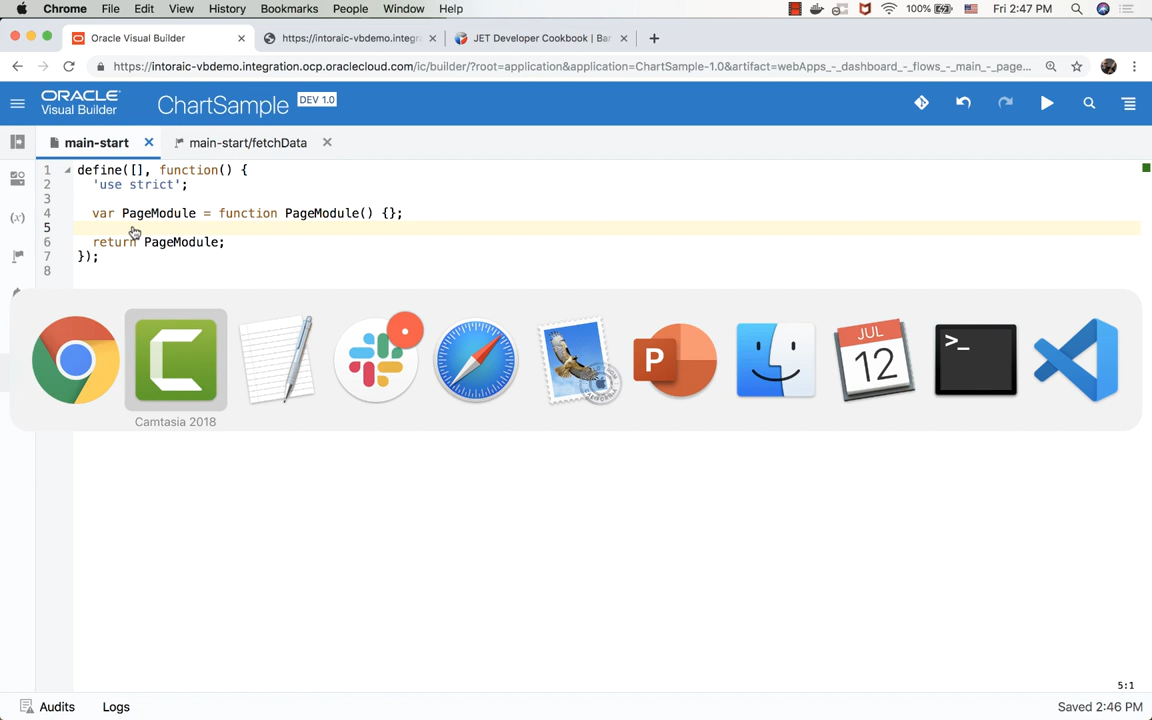 Chrome File Edit View History Bookmarks People Window Help 100% Fri 2:47 PM
Oracle Visual Builder https://intoraic-vbdemo.integr JET Developer Cookbook | Bar
https://intoraic-vbdemo.integration.ocp.oraclecloud.com/ic/builder/?root=application&application=ChartSample-1.0&artifact=webApps_-_dashboard_-_flows_-_main_-_page...
ORACLE
Visual Builder
ChartSample DEV 1.0
main-start main-start/fetchData
1 define([], function() {
2 'use strict';
3
4 var PageModule = function PageModule() {};
5
6 return PageModule;
7 });
8
(x)
P
JUL
12
>_
Camtasia 2018
5:1
Audits Logs Saved 2:46 PM